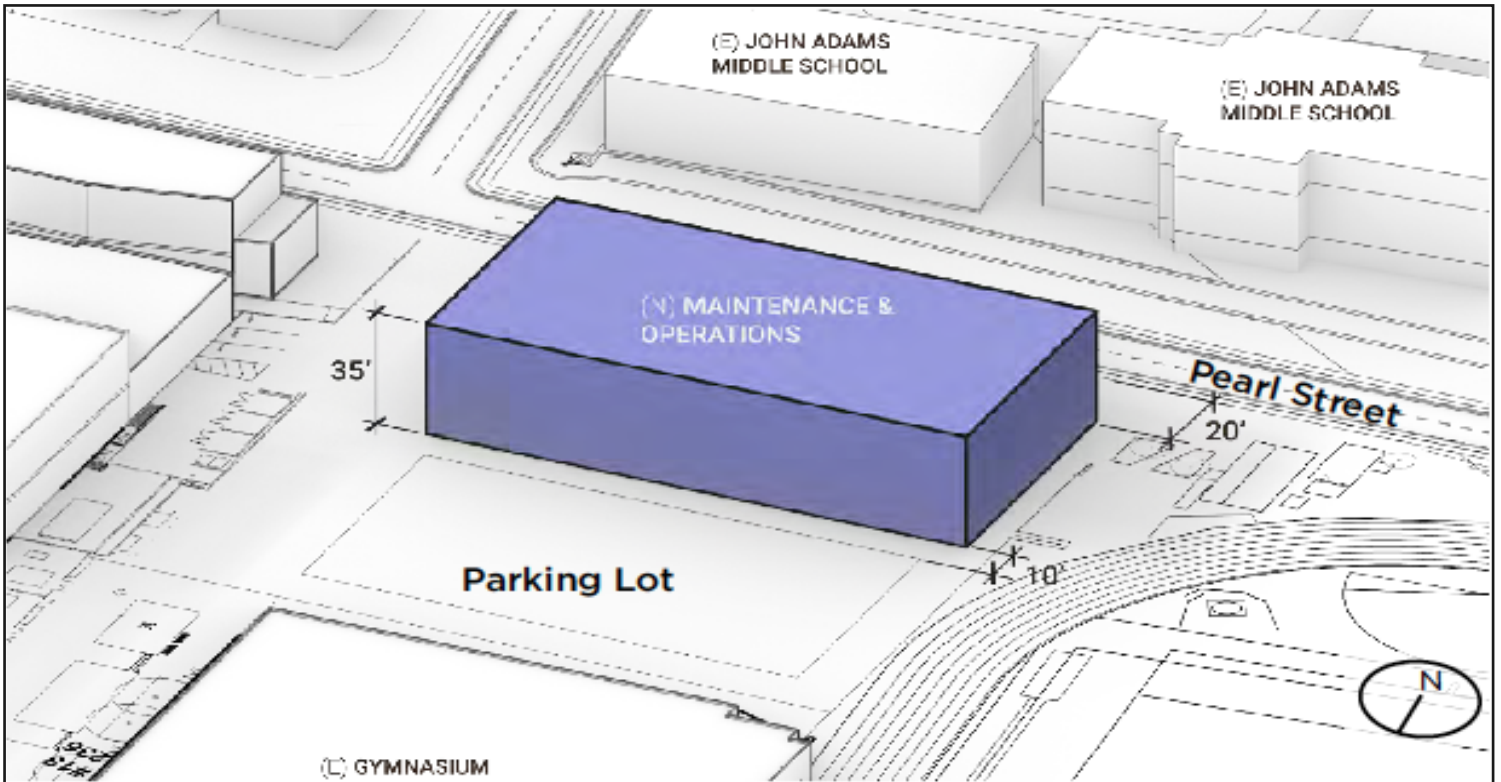 (E) JOHN ADAMS
MIDDLE SCHOOL
(E) JOHN ADAMS
MIDDLE SCHOOL
(N) MAINTENANCE &
OPERATIONS
35'
Pearl Street
20'
10'
Parking Lot
N
(E) GYMNASIUM